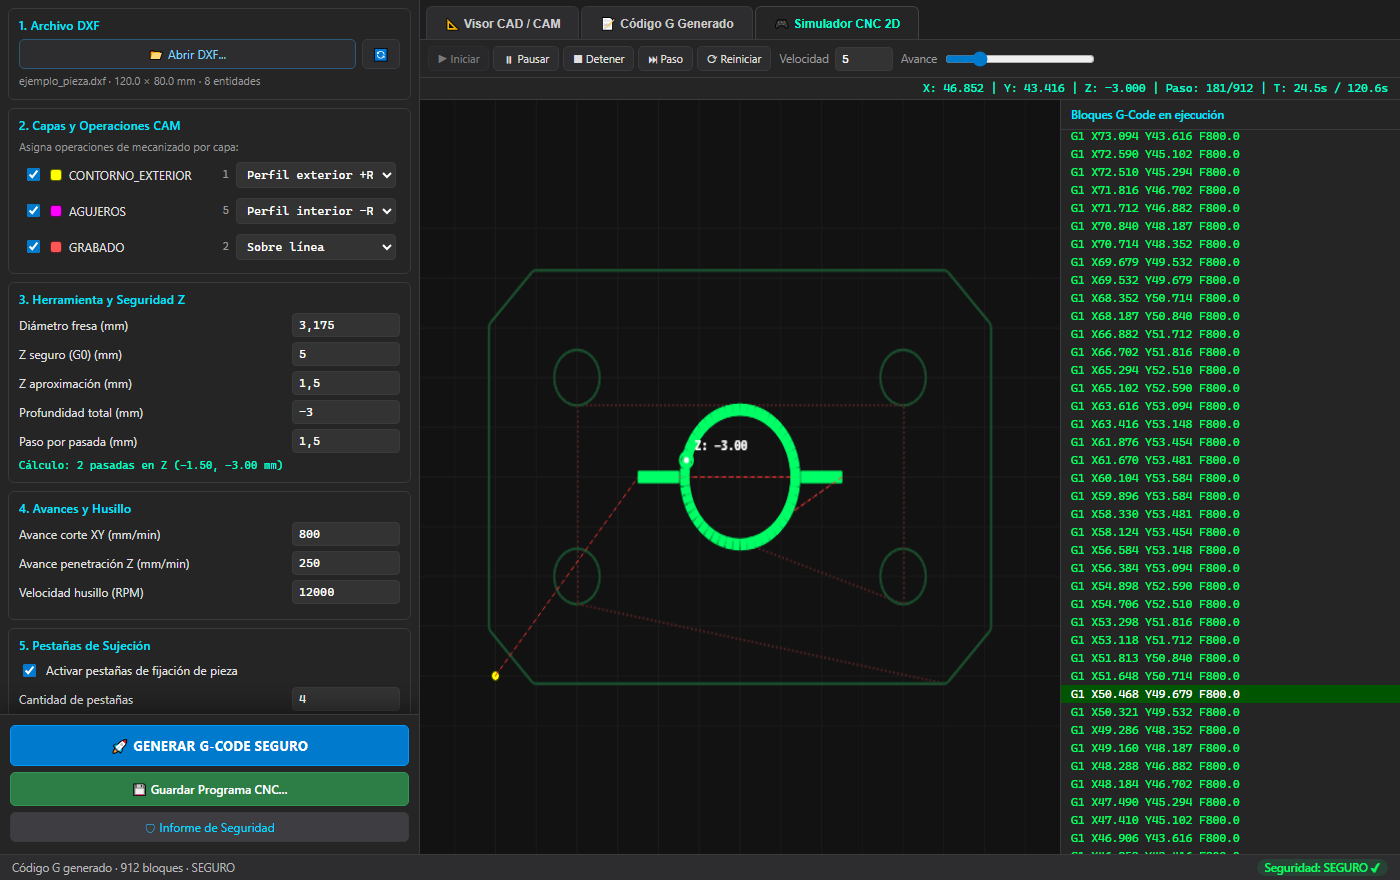 1. Archivo DXF
Abrir DXF...
ejemplo_pieza.dxf · 120.0 × 80.0 mm · 8 entidades
2. Capas y Operaciones CAM
Asigna operaciones de mecanizado por capa:
CONTORNO_EXTERIOR 1 Perfil exterior +R
AGUJEROS 5 Perfil interior −R
GRABADO 2 Sobre línea
3. Herramienta y Seguridad Z
Diámetro fresa (mm) 3,175
Z seguro (G0) (mm) 5
Z aproximación (mm) 1,5
Profundidad total (mm) −3
Paso por pasada (mm) 1,5
Cálculo: 2 pasadas en Z (−1.50, −3.00 mm)
4. Avances y Husillo
Avance corte XY (mm/min) 800
Avance penetración Z (mm/min) 250
Velocidad husillo (RPM) 12000
5. Pestañas de Sujeción
Activar pestañas de fijación de pieza
Cantidad de pestañas 4
GENERAR G-CODE SEGURO
Guardar Programa CNC...
Informe de Seguridad
Visor CAD / CAM
Código G Generado
Simulador CNC 2D
Iniciar Pausar Detener Paso Reiniciar Velocidad 5 Avance
X: 46.852 | Y: 43.416 | Z: −3.000 | Paso: 181/912 | T: 24.5s / 120.6s
Z: −3.00
Bloques G-Code en ejecución
G1 X73.094 Y43.616 F800.0
G1 X72.590 Y45.102 F800.0
G1 X72.510 Y45.294 F800.0
G1 X71.816 Y46.702 F800.0
G1 X71.712 Y46.882 F800.0
G1 X70.840 Y48.187 F800.0
G1 X70.714 Y48.352 F800.0
G1 X69.679 Y49.532 F800.0
G1 X69.532 Y49.679 F800.0
G1 X68.352 Y50.714 F800.0
G1 X68.187 Y50.840 F800.0
G1 X66.882 Y51.712 F800.0
G1 X66.702 Y51.816 F800.0
G1 X65.294 Y52.510 F800.0
G1 X65.102 Y52.590 F800.0
G1 X63.616 Y53.094 F800.0
G1 X63.416 Y53.148 F800.0
G1 X61.876 Y53.454 F800.0
G1 X61.670 Y53.481 F800.0
G1 X60.104 Y53.584 F800.0
G1 X59.896 Y53.584 F800.0
G1 X58.330 Y53.481 F800.0
G1 X58.124 Y53.454 F800.0
G1 X56.584 Y53.148 F800.0
G1 X56.384 Y53.094 F800.0
G1 X54.898 Y52.590 F800.0
G1 X54.706 Y52.510 F800.0
G1 X53.298 Y51.816 F800.0
G1 X53.118 Y51.712 F800.0
G1 X51.813 Y50.840 F800.0
G1 X51.648 Y50.714 F800.0
G1 X50.468 Y49.679 F800.0
G1 X50.321 Y49.532 F800.0
G1 X49.286 Y48.352 F800.0
G1 X49.160 Y48.187 F800.0
G1 X48.288 Y46.882 F800.0
G1 X48.184 Y46.702 F800.0
G1 X47.490 Y45.294 F800.0
G1 X47.410 Y45.102 F800.0
G1 X46.906 Y43.616 F800.0
Código G generado · 912 bloques · SEGURO
Seguridad: SEGURO ✓